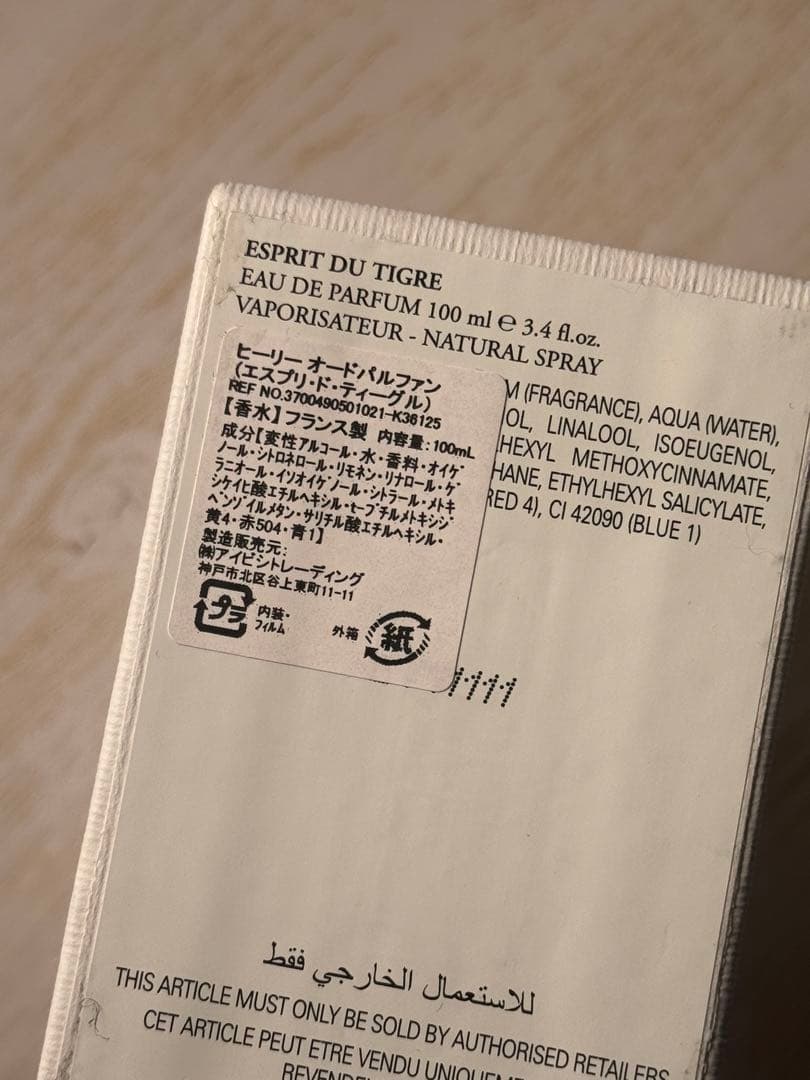 ESPRIT DU TIGRE
EAU DE PARFUM 100 ml ℮ 3.4 fl.oz.
VAPORISATEUR - NATURAL SPRAY
M (FRAGRANCE), AQUA (WATER),
OL, LINALOOL, ISOEUGENOL,
HEXYL METHOXYCINNAMATE,
HANE, ETHYLHEXYL SALICYLATE,
RED 4), CI 42090 (BLUE 1)
ヒーリー オードパルファン
(エスプリ・ド・ティーグル)
REF NO.3700490501021-K36125
【香水】フランス製 内容量:100mL
成分【変性アルコール・水・香料・オイゲ
ノール・シトロネロール・リモネン・リナロール・ゲ
ラニオール・イソオイゲノール・シトラール・メトキ
シケイヒ酸エチルヘキシル・t-ブチルメトキシジ
ベンゾイルメタン・サリチル酸エチルヘキシル・
黄4・赤504・青1】
製造販売元:
㈱アイビシトレーディング
神戸市北区谷上東町11-11
プラ
内装・
フィルム
外箱
紙
1111
للاستعمال الخارجي فقط
THIS ARTICLE MUST ONLY BE SOLD BY AUTHORISED RETAILERS
CET ARTICLE PEUT ETRE VENDU UNIQUEME
REVENDE